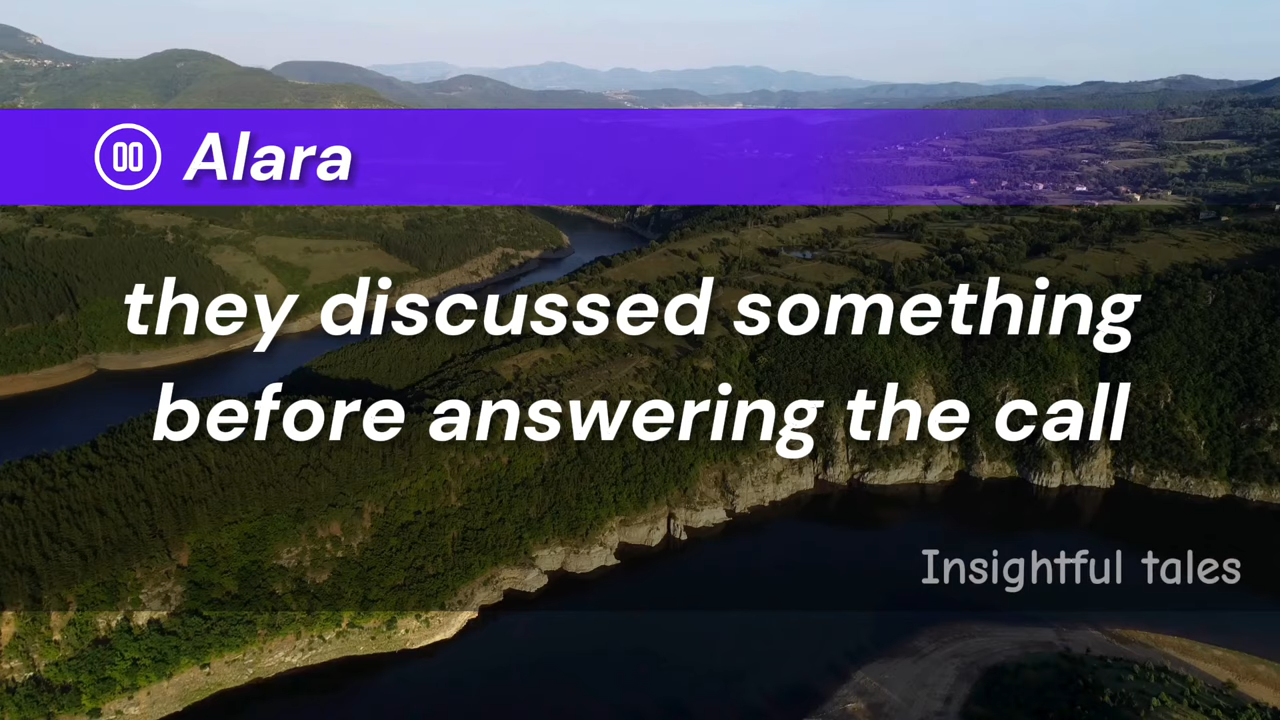 Alara
they discussed something
before answering the call
Insightful tales